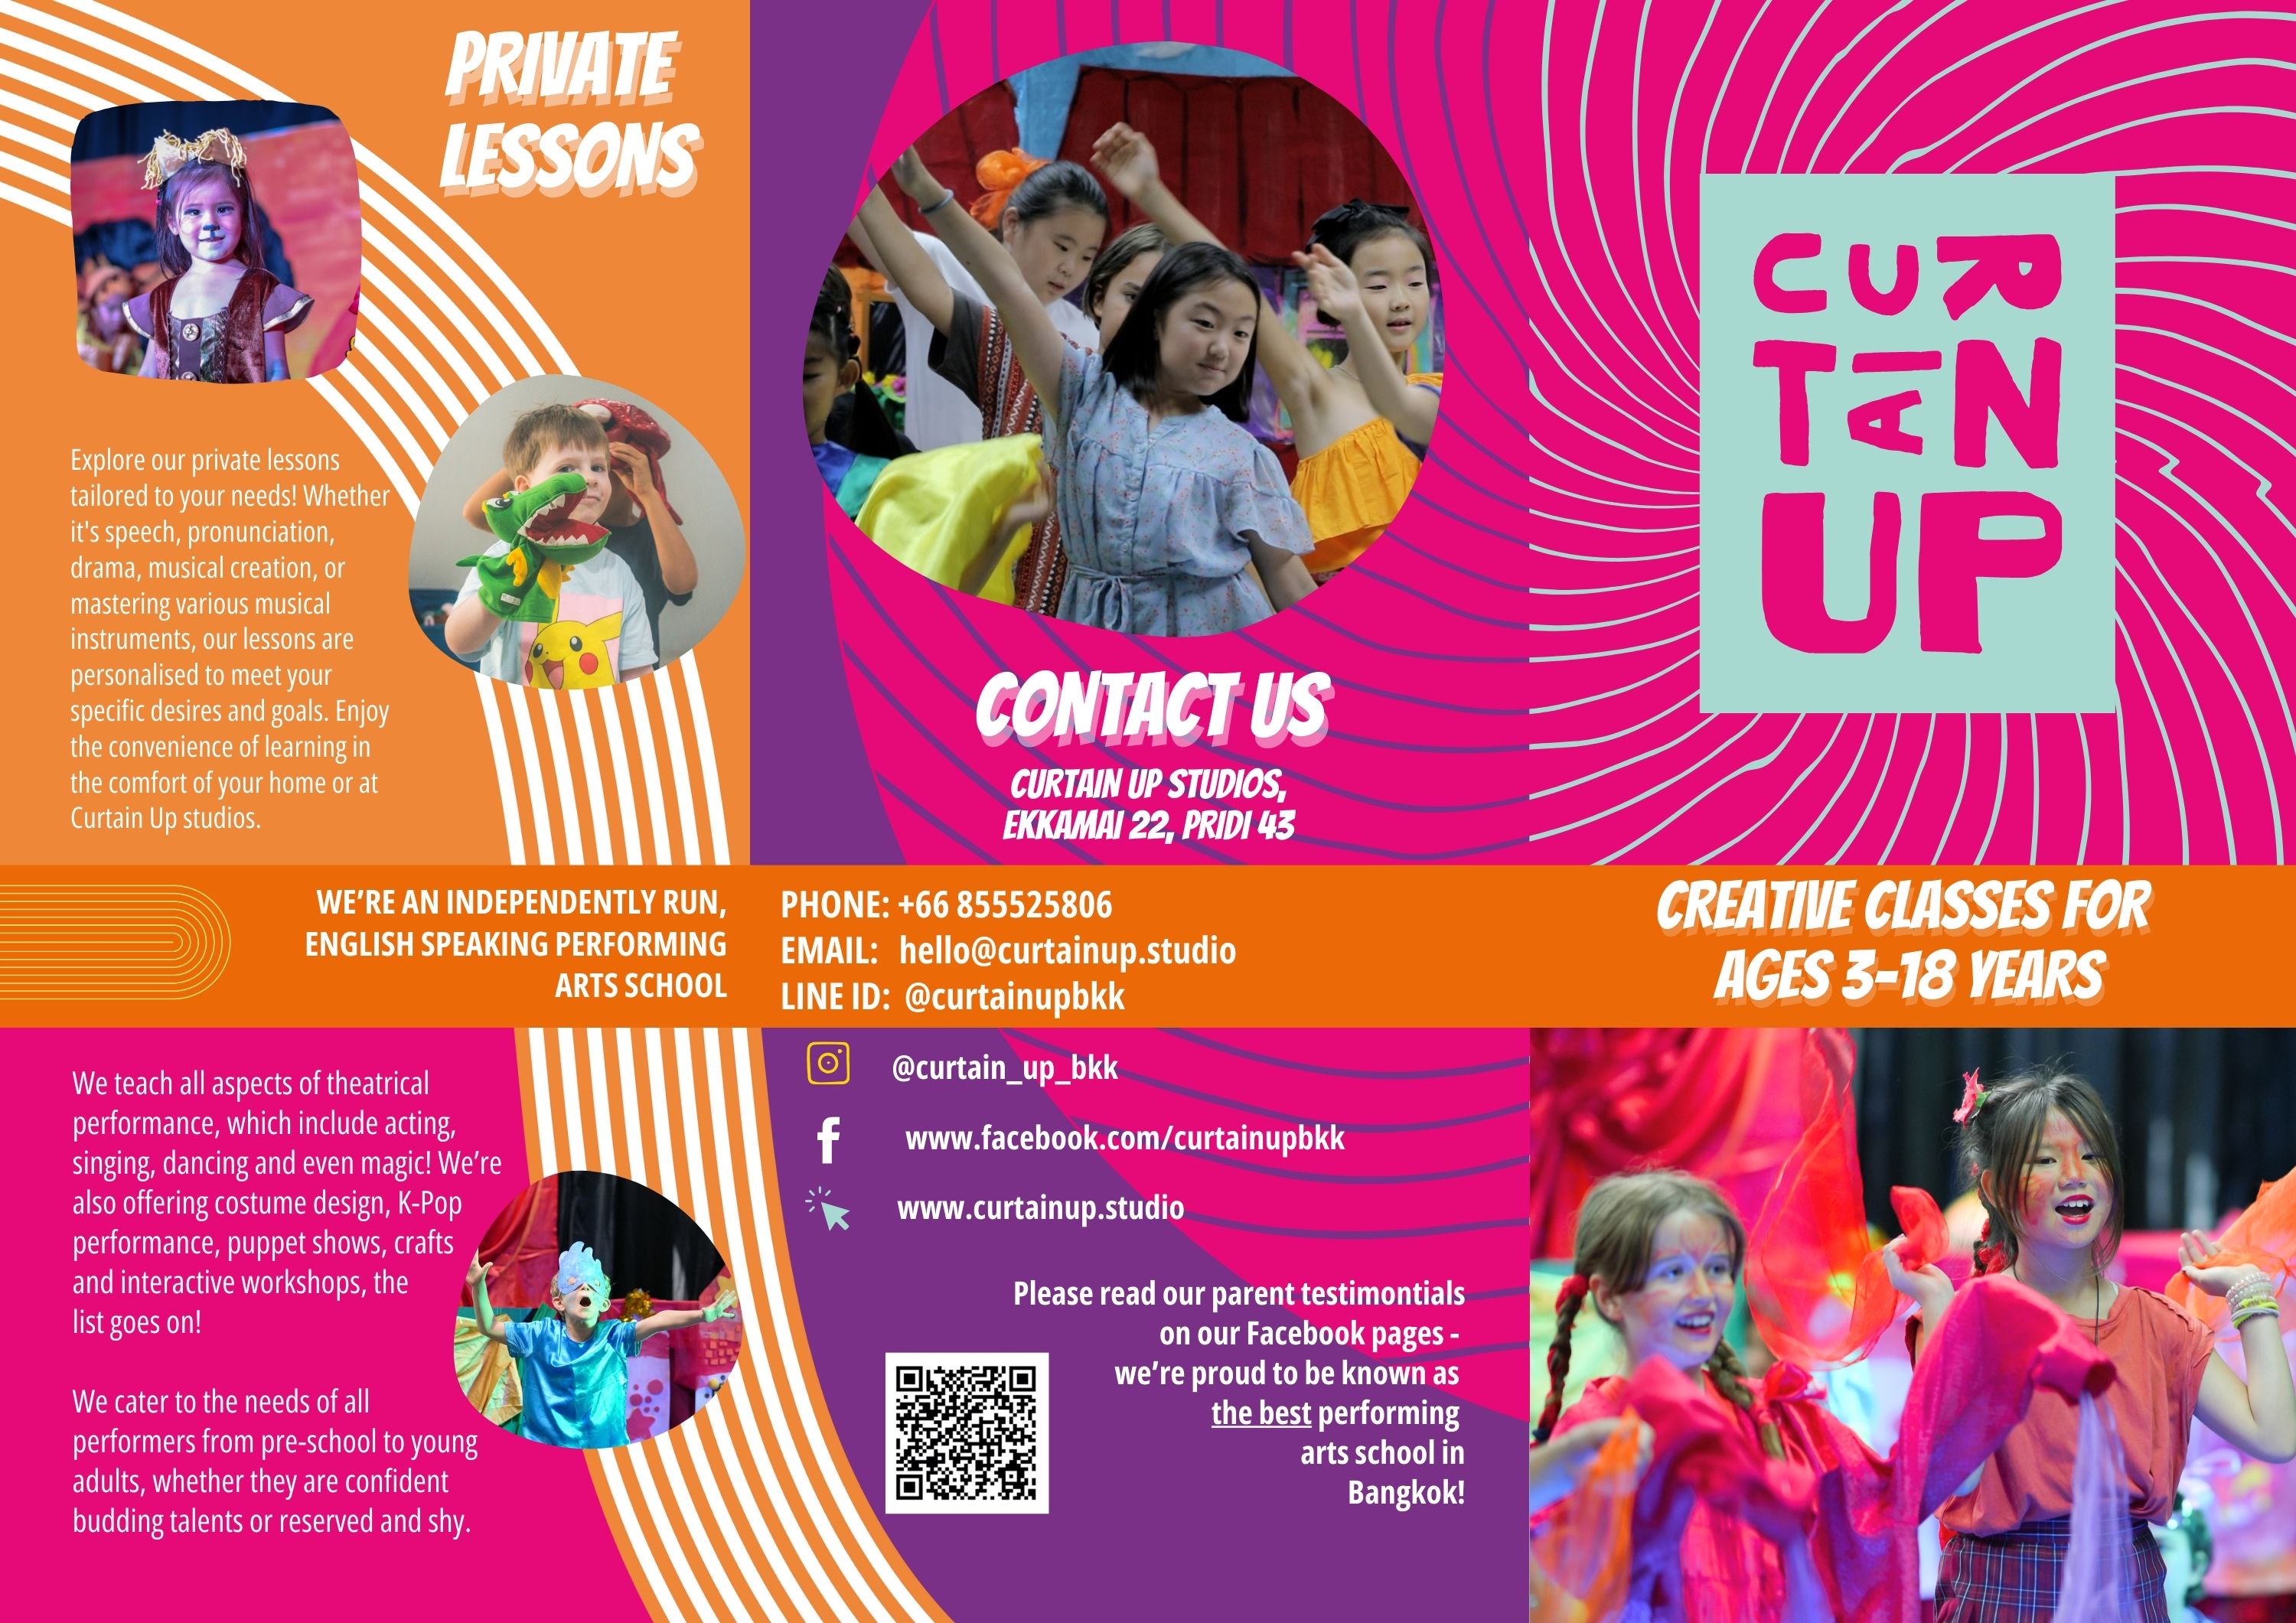 PRIVATE
LESSONS
Explore our private lessons
tailored to your needs! Whether
it's speech, pronunciation,
drama, musical creation, or
mastering various musical
instruments, our lessons are
personalised to meet your
specific desires and goals. Enjoy
the convenience of learning in
the comfort of your home or at
Curtain Up studios.
WE’RE AN INDEPENDENTLY RUN,
ENGLISH SPEAKING PERFORMING
ARTS SCHOOL
We teach all aspects of theatrical
performance, which include acting,
singing, dancing and even magic! We’re
also offering costume design, K-Pop
performance, puppet shows, crafts
and interactive workshops, the
list goes on!
We cater to the needs of all
performers from pre-school to young
adults, whether they are confident
budding talents or reserved and shy.
CONTACT US
CURTAIN UP STUDIOS,
EKKAMAI 22, PRIDI 43
PHONE: +66 855525806
EMAIL: hello@curtainup.studio
LINE ID: @curtainupbkk
@curtain_up_bkk
www.facebook.com/curtainupbkk
www.curtainup.studio
Please read our parent testimontials
on our Facebook pages -
we’re proud to be known as
the best performing
arts school in
Bangkok!
CUR
TAIN
UP
CREATIVE CLASSES FOR
AGES 3-18 YEARS